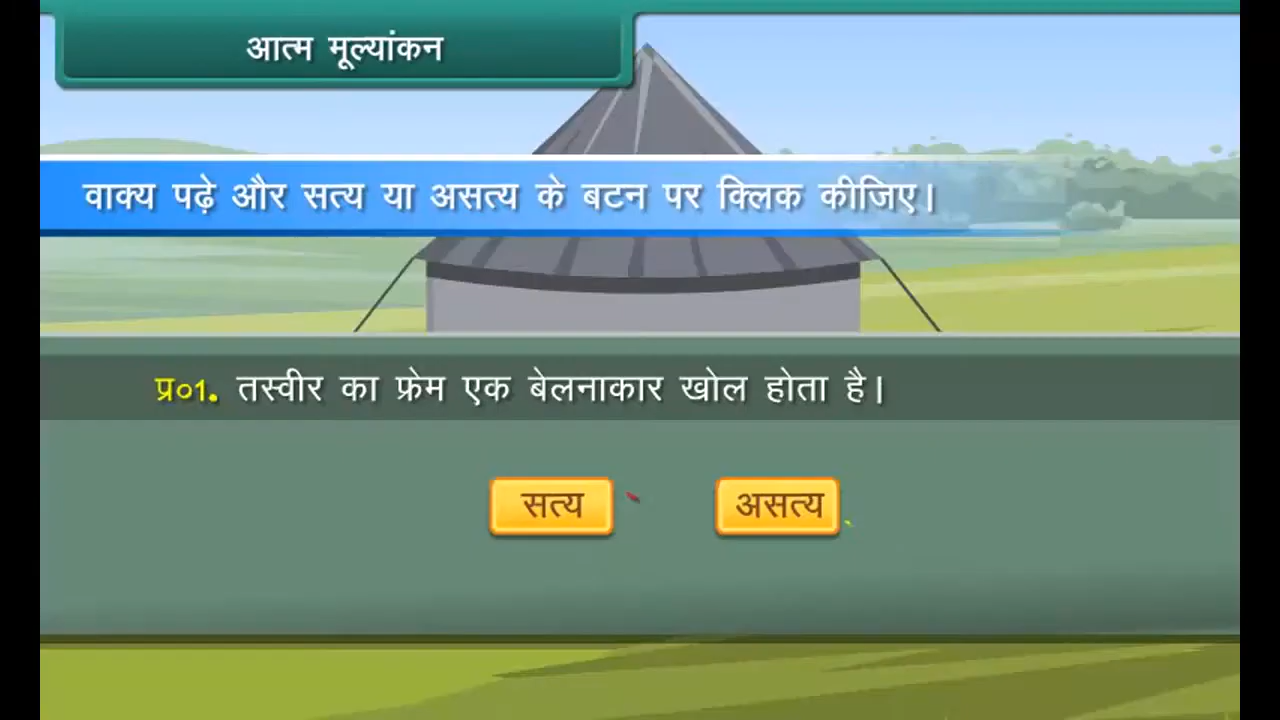 आत्म मूल्यांकन
वाक्य पढ़े और सत्य या असत्य के बटन पर क्लिक कीजिए।
प्र०1. तस्वीर का फ्रेम एक बेलनाकार खोल होता है।
सत्य
असत्य